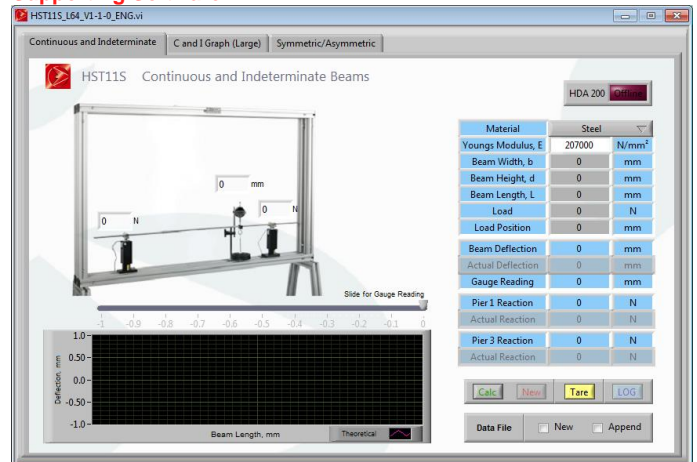 HST11S_L64_V1-1-0_ENG.vi
Continuous and Indeterminate
C and I Graph (Large)
Symmetric/Asymmetric
HST11S Continuous and Indeterminate Beams
HDA 200 Offline
Material Steel
Youngs Modulus, E 207000 N/mm²
Beam Width, b 0 mm
Beam Height, d 0 mm
Beam Length, L 0 mm
Load 0 N
Load Position 0 mm
Beam Deflection 0 mm
Actual Deflection 0 mm
Gauge Reading 0 mm
Pier 1 Reaction 0 N
Actual Reaction 0 N
Pier 3 Reaction 0 N
Actual Reaction 0 N
Calc New Tare LOG
Data File New Append
0 mm
0 N
0 N
Slide for Gauge Reading
-1 -0.9 -0.8 -0.7 -0.6 -0.5 -0.4 -0.3 -0.2 -0.1 0
Deflection, mm
1.0
0.50
0.0
-0.50
-1.0
Beam Length, mm
Theoretical